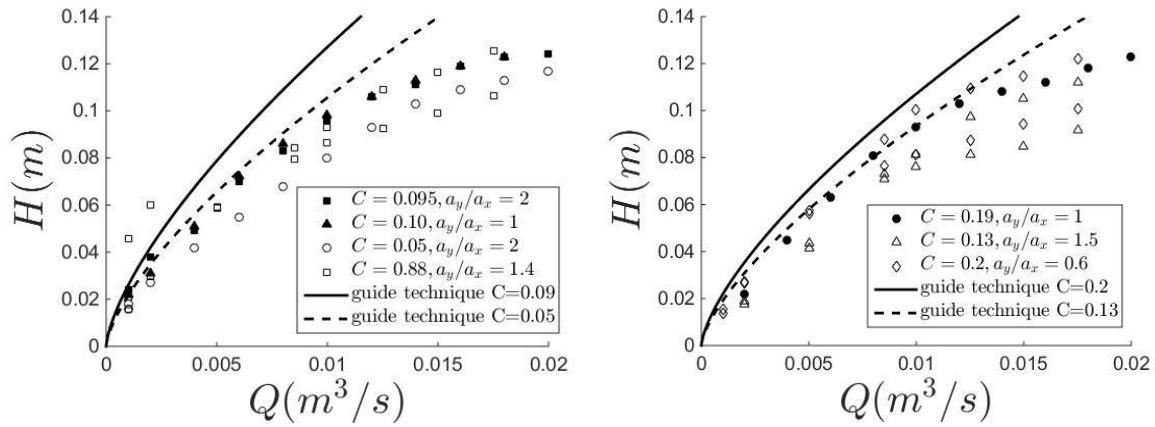 0.14
0.12
0.1
0.08
0.06
0.04
0.02
0
H(m)
C = 0.095, a_y/a_x = 2
C = 0.10, a_y/a_x = 1
C = 0.05, a_y/a_x = 2
C = 0.88, a_y/a_x = 1.4
guide technique C=0.09
guide technique C=0.05
0 0.005 0.01 0.015 0.02
Q(m³/s)
0.14
0.12
0.1
0.08
0.06
0.04
0.02
0
H(m)
C = 0.19, a_y/a_x = 1
C = 0.13, a_y/a_x = 1.5
C = 0.2, a_y/a_x = 0.6
guide technique C=0.2
guide technique C=0.13
0 0.005 0.01 0.015 0.02
Q(m³/s)